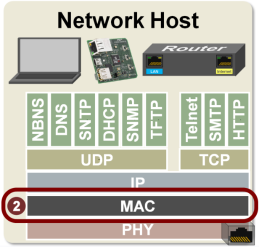 Network Host
Router
LAN
Internet
NBNS
DNS
SNTP
DHCP
SNMP
TFTP
Telnet
SMTP
HTTP
UDP
TCP
IP
2
MAC
PHY